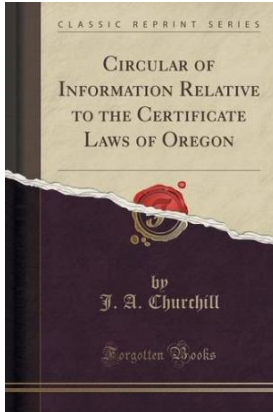 CLASSIC REPRINT SERIES
CIRCULAR OF
INFORMATION RELATIVE
TO THE CERTIFICATE
LAWS OF OREGON
F
by
J. A. Churchill
Forgotten Books